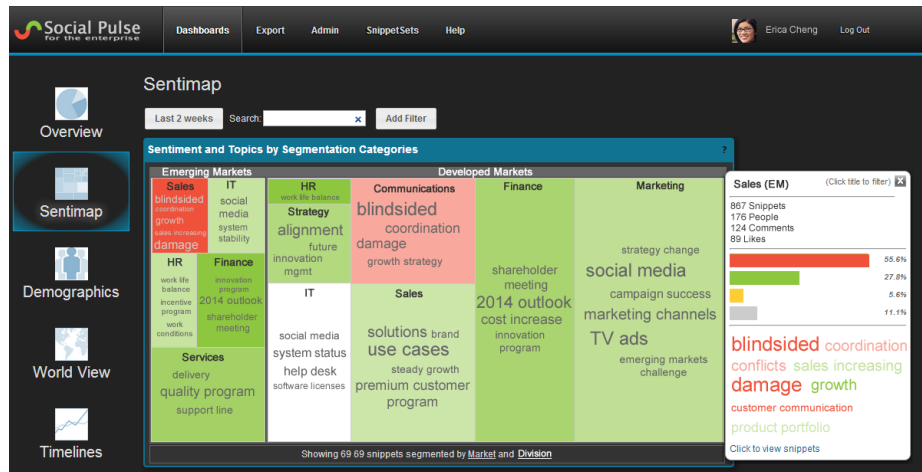 Social Pulse
for the enterprise
Dashboards Export Admin SnippetSets Help
Erica Cheng Log Out
Overview
Sentimap
Demographics
World View
Timelines
Sentimap
Last 2 weeks Search: x Add Filter
Sentiment and Topics by Segmentation Categories ?
Emerging Markets Developed Markets
Sales
blindsided
coordination
growth
sales increasing
damage
IT
social
media
system
stability
HR
work life
balance
incentive
program
work
conditions
Finance
innovation
program
2014 outlook
shareholder
meeting
Services
delivery
quality program
support line
HR
work life balance
Strategy
alignment
future
innovation
mgmt
IT
social media
system status
help desk
software licenses
Communications
blindsided
coordination
damage
growth strategy
Sales
solutions brand
use cases
steady growth
premium customer
program
Finance
shareholder
meeting
2014 outlook
cost increase
innovation
program
Marketing
strategy change
social media
campaign success
marketing channels
TV ads
emerging markets
challenge
Showing 69 69 snippets segmented by Market and Division
Sales (EM) (Click title to filter) X
867 Snippets
176 People
124 Comments
89 Likes
55.6%
27.8%
5.6%
11.1%
blindsided coordination
conflicts sales increasing
damage growth
customer communication
product portfolio
Click to view snippets